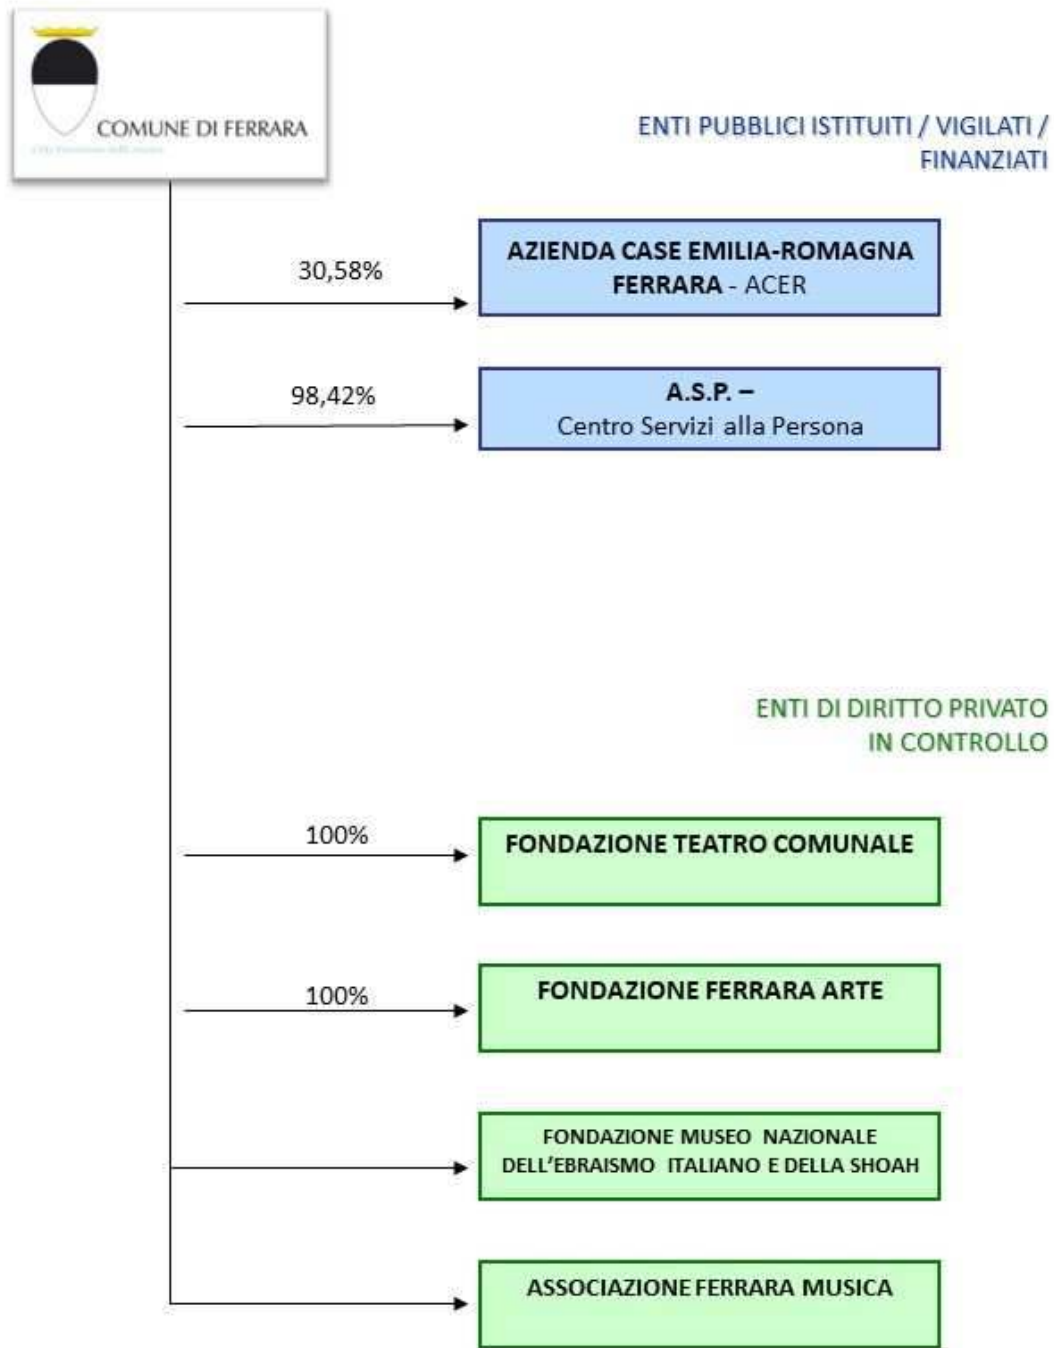 COMUNE DI FERRARA
ENTI PUBBLICI ISTITUITI / VIGILATI /
FINANZIATI
30,58%
AZIENDA CASE EMILIA-ROMAGNA
FERRARA - ACER
98,42%
A.S.P. –
Centro Servizi alla Persona
ENTI DI DIRITTO PRIVATO
IN CONTROLLO
100%
FONDAZIONE TEATRO COMUNALE
100%
FONDAZIONE FERRARA ARTE
FONDAZIONE MUSEO NAZIONALE
DELL’EBRAISMO ITALIANO E DELLA SHOAH
ASSOCIAZIONE FERRARA MUSICA